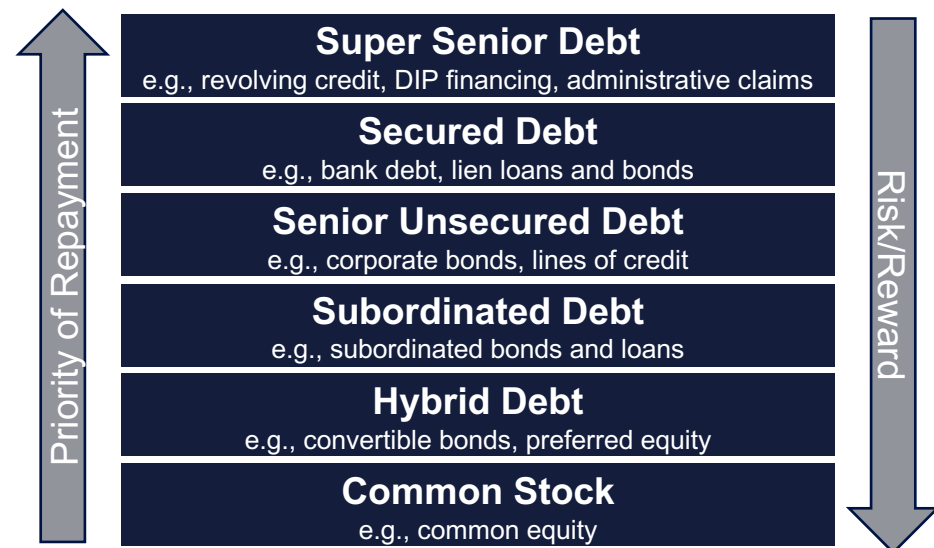 Priority of Repayment
Super Senior Debt
e.g., revolving credit, DIP financing, administrative claims
Secured Debt
e.g., bank debt, lien loans and bonds
Senior Unsecured Debt
e.g., corporate bonds, lines of credit
Subordinated Debt
e.g., subordinated bonds and loans
Hybrid Debt
e.g., convertible bonds, preferred equity
Common Stock
e.g., common equity
Risk/Reward